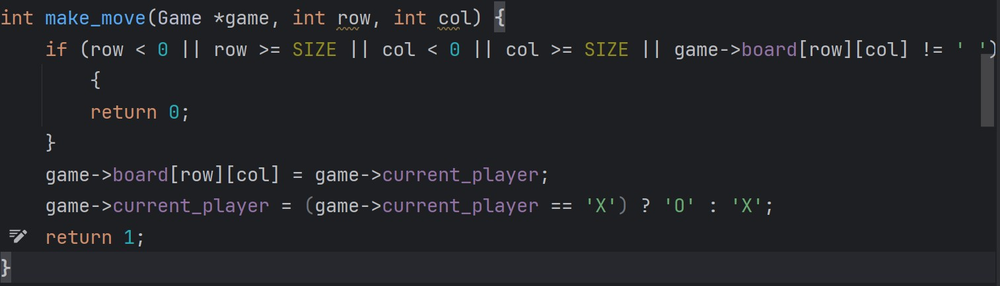 int make_move(Game *game, int row, int col) {
    if (row < 0 || row >= SIZE || col < 0 || col >= SIZE || game->board[row][col] != ' ')
        {
        return 0;
    }
    game->board[row][col] = game->current_player;
    game->current_player = (game->current_player == 'X') ? 'O' : 'X';
    return 1;
}